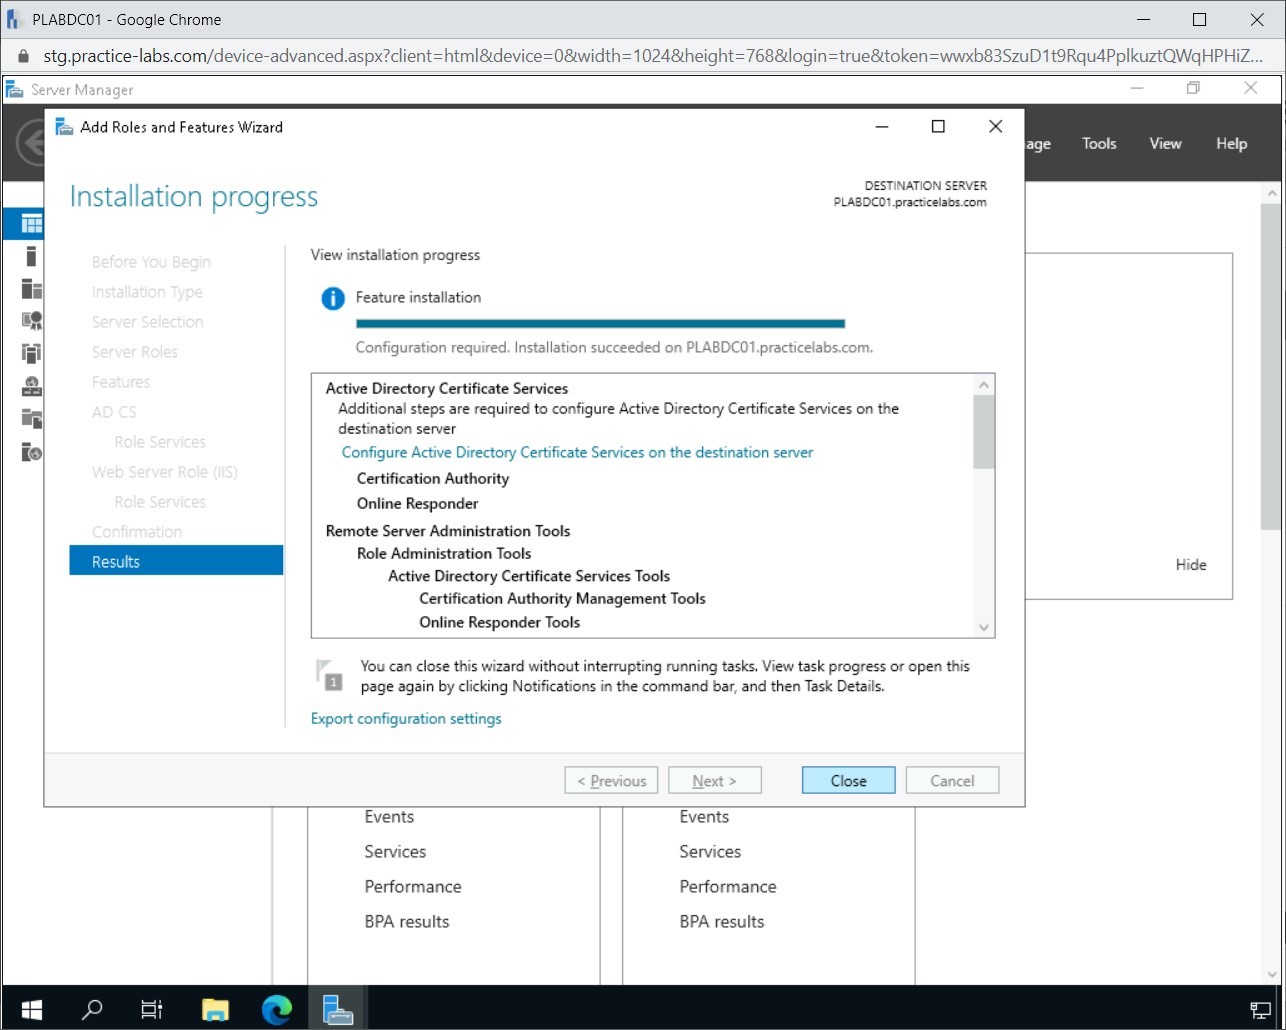 PLABDC01 - Google Chrome
stg.practice-labs.com/device-advanced.aspx?client=html&device=0&width=1024&height=768&login=true&token=wwxb83SzuD1t9Rqu4PplkuztQWqHPHiZ...
Server Manager
Add Roles and Features Wizard
age Tools View Help
Installation progress
DESTINATION SERVER
PLABDC01.practicelabs.com
Before You Begin
Installation Type
Server Selection
Server Roles
Features
AD CS
Role Services
Web Server Role (IIS)
Role Services
Confirmation
Results
View installation progress
Feature installation
Configuration required. Installation succeeded on PLABDC01.practicelabs.com.
Active Directory Certificate Services
Additional steps are required to configure Active Directory Certificate Services on the
destination server
Configure Active Directory Certificate Services on the destination server
Certification Authority
Online Responder
Remote Server Administration Tools
Role Administration Tools
Active Directory Certificate Services Tools
Certification Authority Management Tools
Online Responder Tools
1
You can close this wizard without interrupting running tasks. View task progress or open this
page again by clicking Notifications in the command bar, and then Task Details.
Export configuration settings
< Previous Next > Close Cancel
Hide
Events
Services
Performance
BPA results
Events
Services
Performance
BPA results